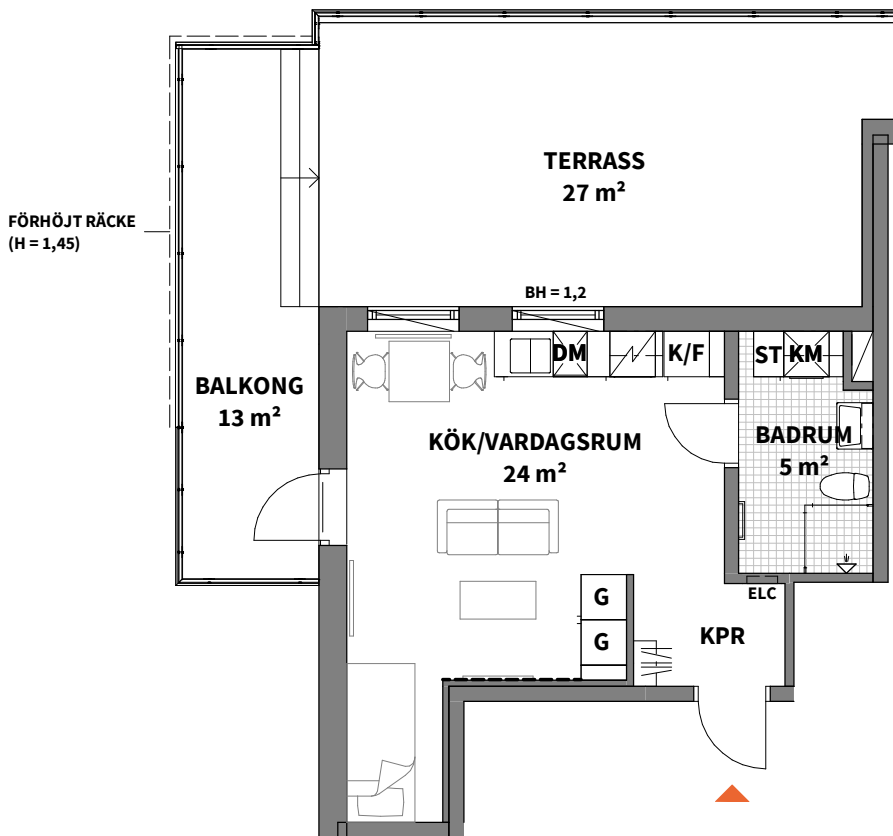 TERRASS
27 m²
FÖRHÖJT RÄCKE
(H = 1,45)
BH = 1,2
DM
K/F
ST KM
BALKONG
13 m²
KÖK/VARDAGSRUM
24 m²
BADRUM
5 m²
ELC
G
G
KPR